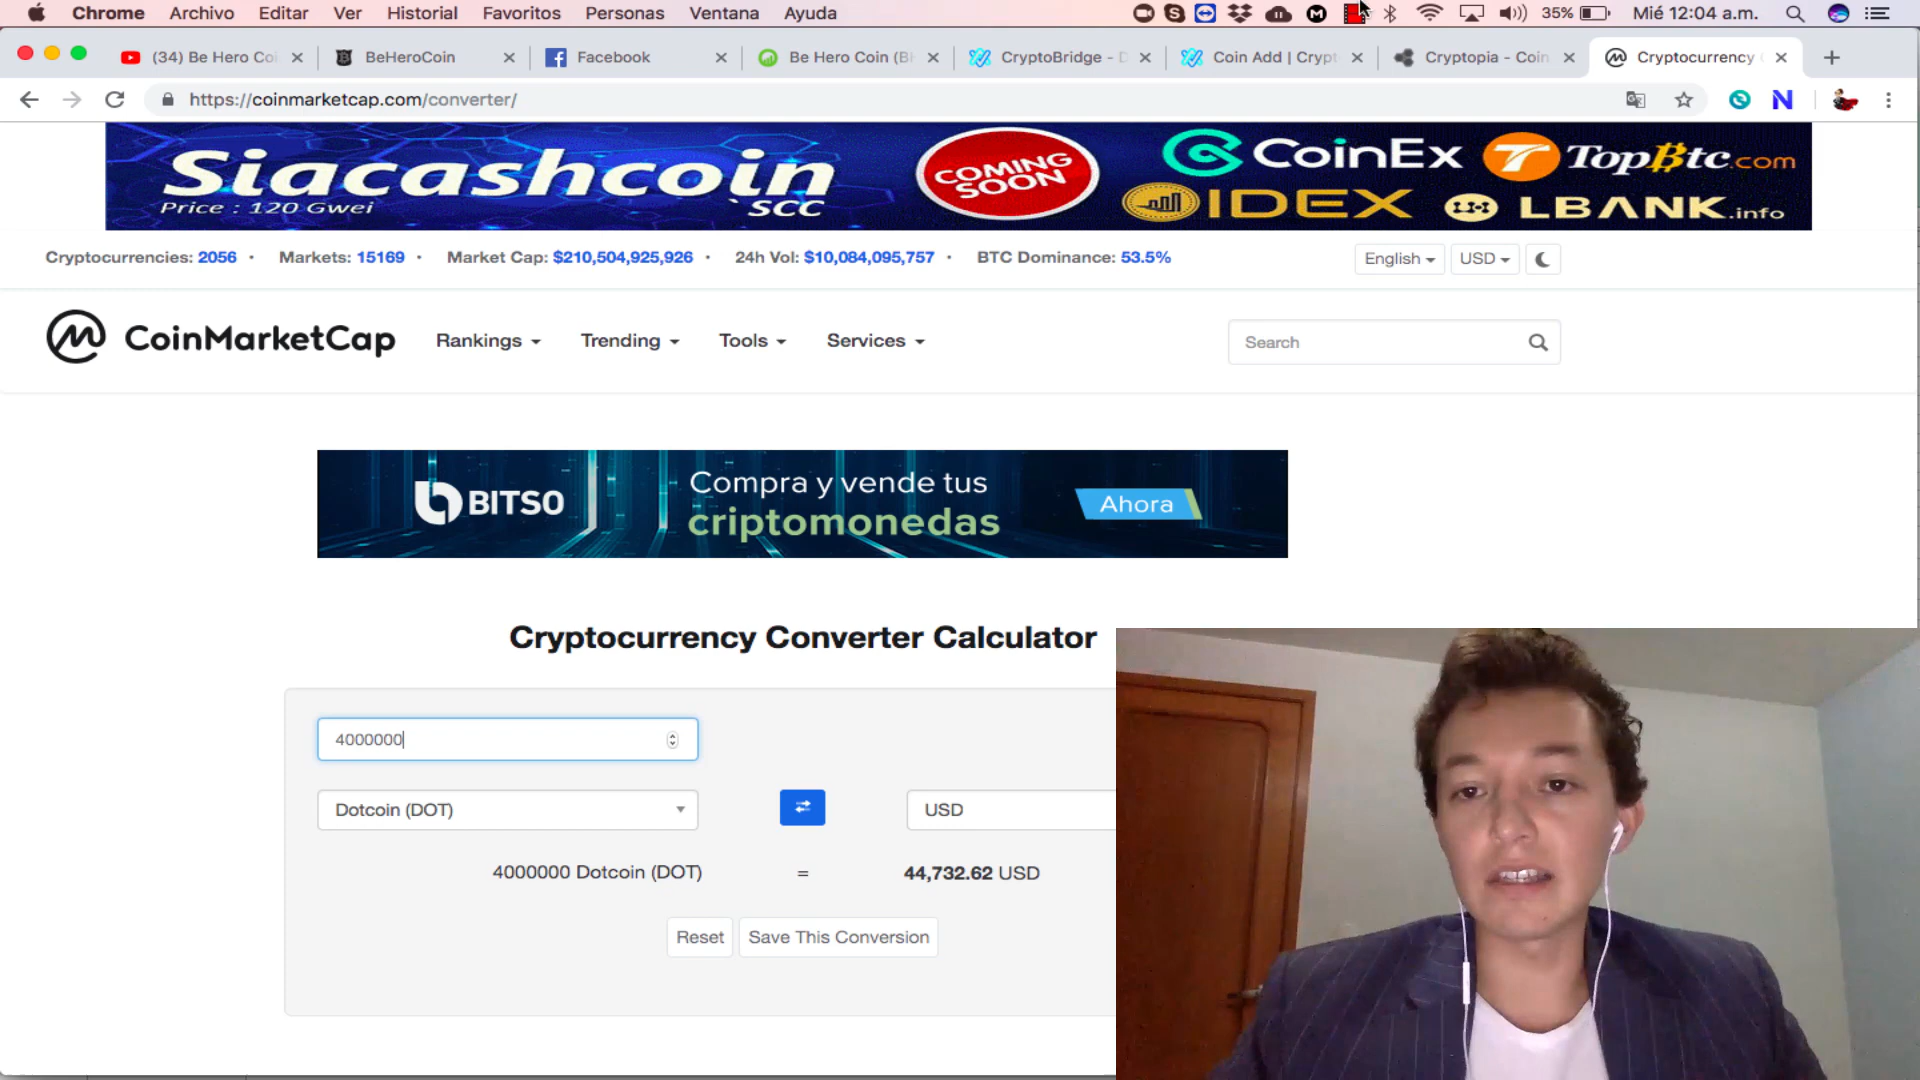 Chrome Archivo Editar Ver Historial Favoritos Personas Ventana Ayuda 35% Mié 12:04 a.m.
(34) Be Hero Coi BeHeroCoin Facebook Be Hero Coin (BH CryptoBridge - D Coin Add | Crypt Cryptopia - Coin Cryptocurrency
https://coinmarketcap.com/converter/
Siacashcoin
`SCC
Price : 120 Gwei
COMING SOON
CoinEx TopBtc.com
IDEX LBANK.info
Cryptocurrencies: 2056 • Markets: 15169 • Market Cap: $210,504,925,926 • 24h Vol: $10,084,095,757 • BTC Dominance: 53.5% English USD
CoinMarketCap Rankings Trending Tools Services Search
BITSO
Compra y vende tus
criptomonedas
Ahora
Cryptocurrency Converter Calculator
4000000
Dotcoin (DOT) USD
4000000 Dotcoin (DOT) = 44,732.62 USD
Reset Save This Conversion